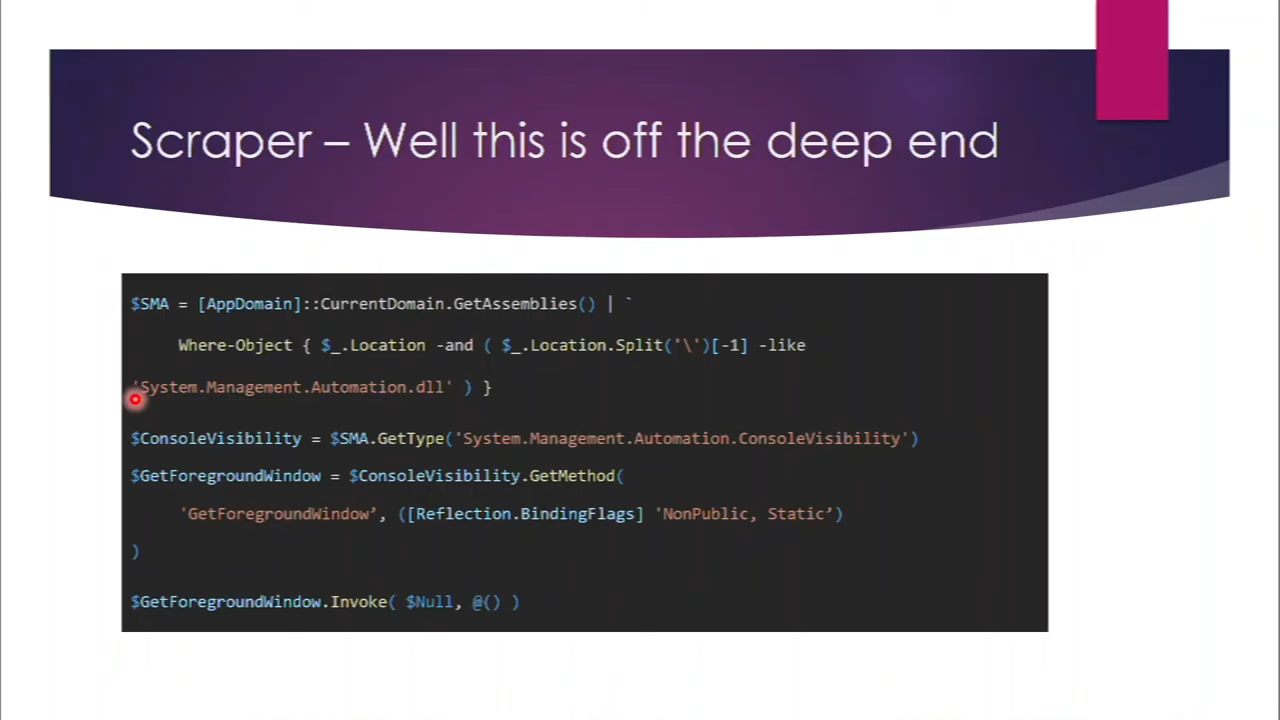 Scraper – Well this is off the deep end
$SMA = [AppDomain]::CurrentDomain.GetAssemblies() | `
Where-Object { $_.Location -and ( $_.Location.Split('\')[-1] -like
'System.Management.Automation.dll' ) }
$ConsoleVisibility = $SMA.GetType('System.Management.Automation.ConsoleVisibility')
$GetForegroundWindow = $ConsoleVisibility.GetMethod(
'GetForegroundWindow’, ([Reflection.BindingFlags] 'NonPublic, Static’)
)
$GetForegroundWindow.Invoke( $Null, @() )